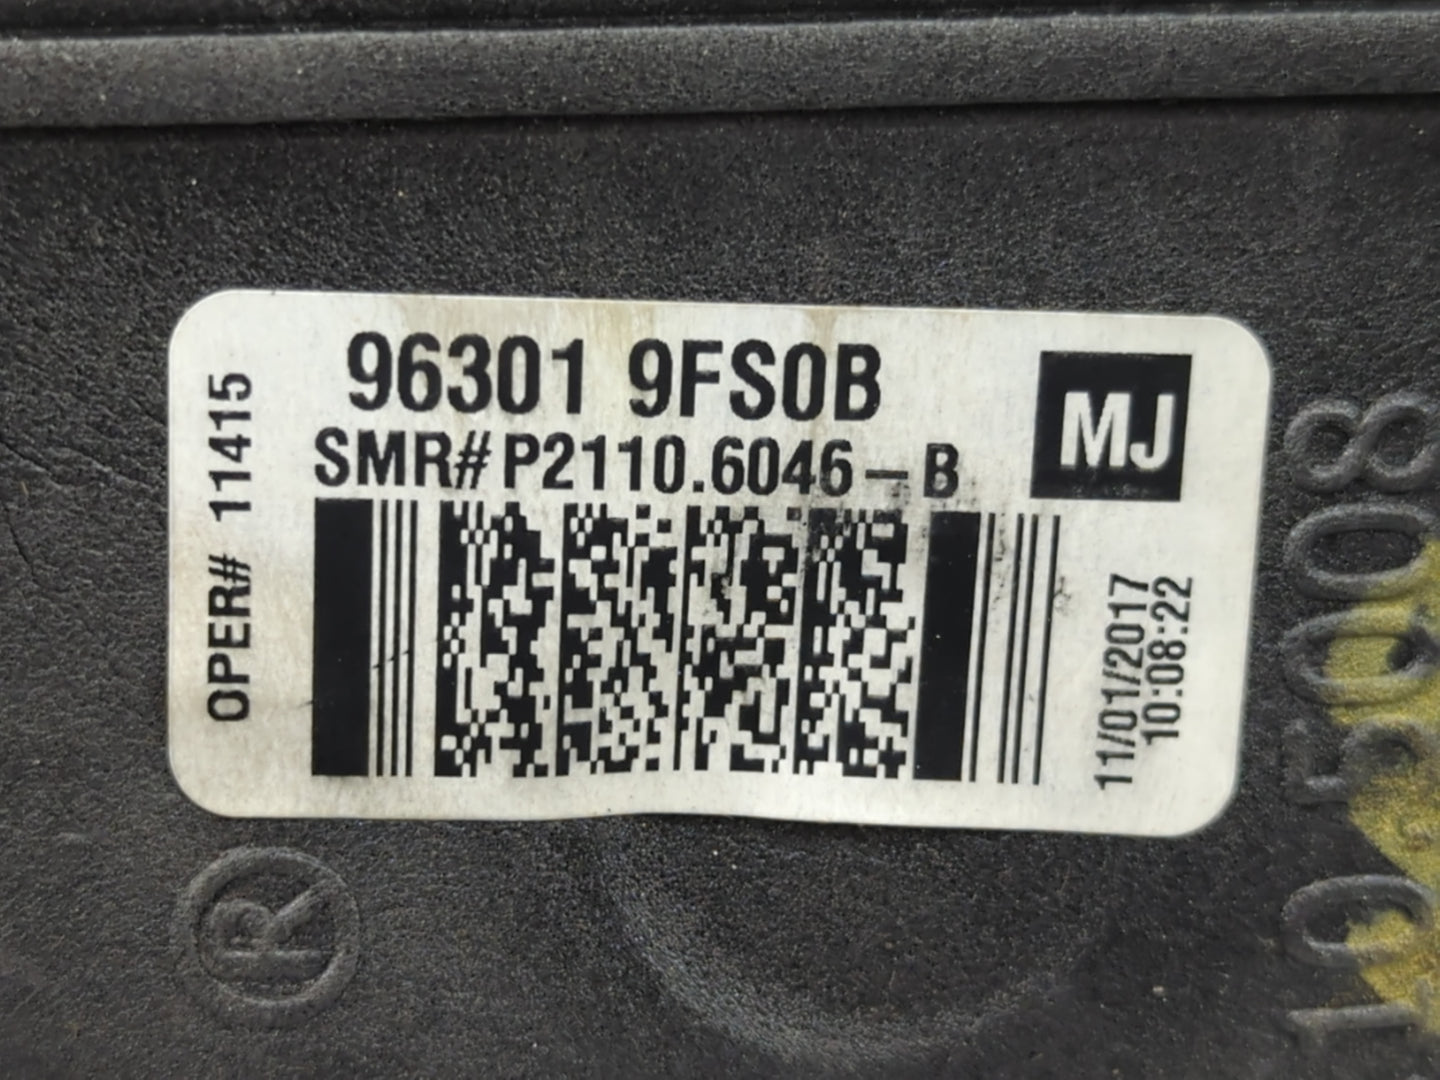 96301 9FS0B
SMR# P2110.6046-B
MJ
OPER# 11415
11/01/2017
10:08:22
®